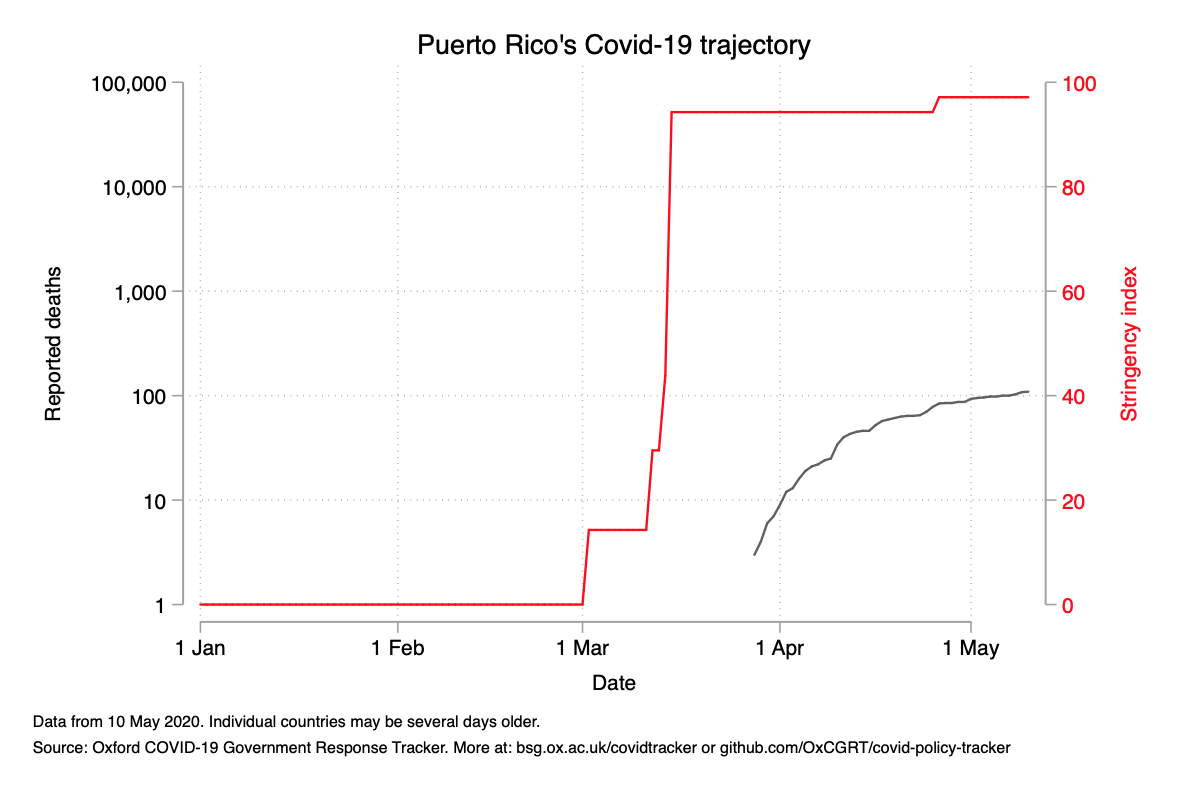 Puerto Rico's Covid-19 trajectory
100,000
10,000
1,000
100
10
1
Reported deaths
100
80
60
40
20
0
Stringency index
1 Jan
1 Feb
1 Mar
1 Apr
1 May
Date
Data from 10 May 2020. Individual countries may be several days older.
Source: Oxford COVID-19 Government Response Tracker. More at: bsg.ox.ac.uk/covidtracker or github.com/OxCGRT/covid-policy-tracker